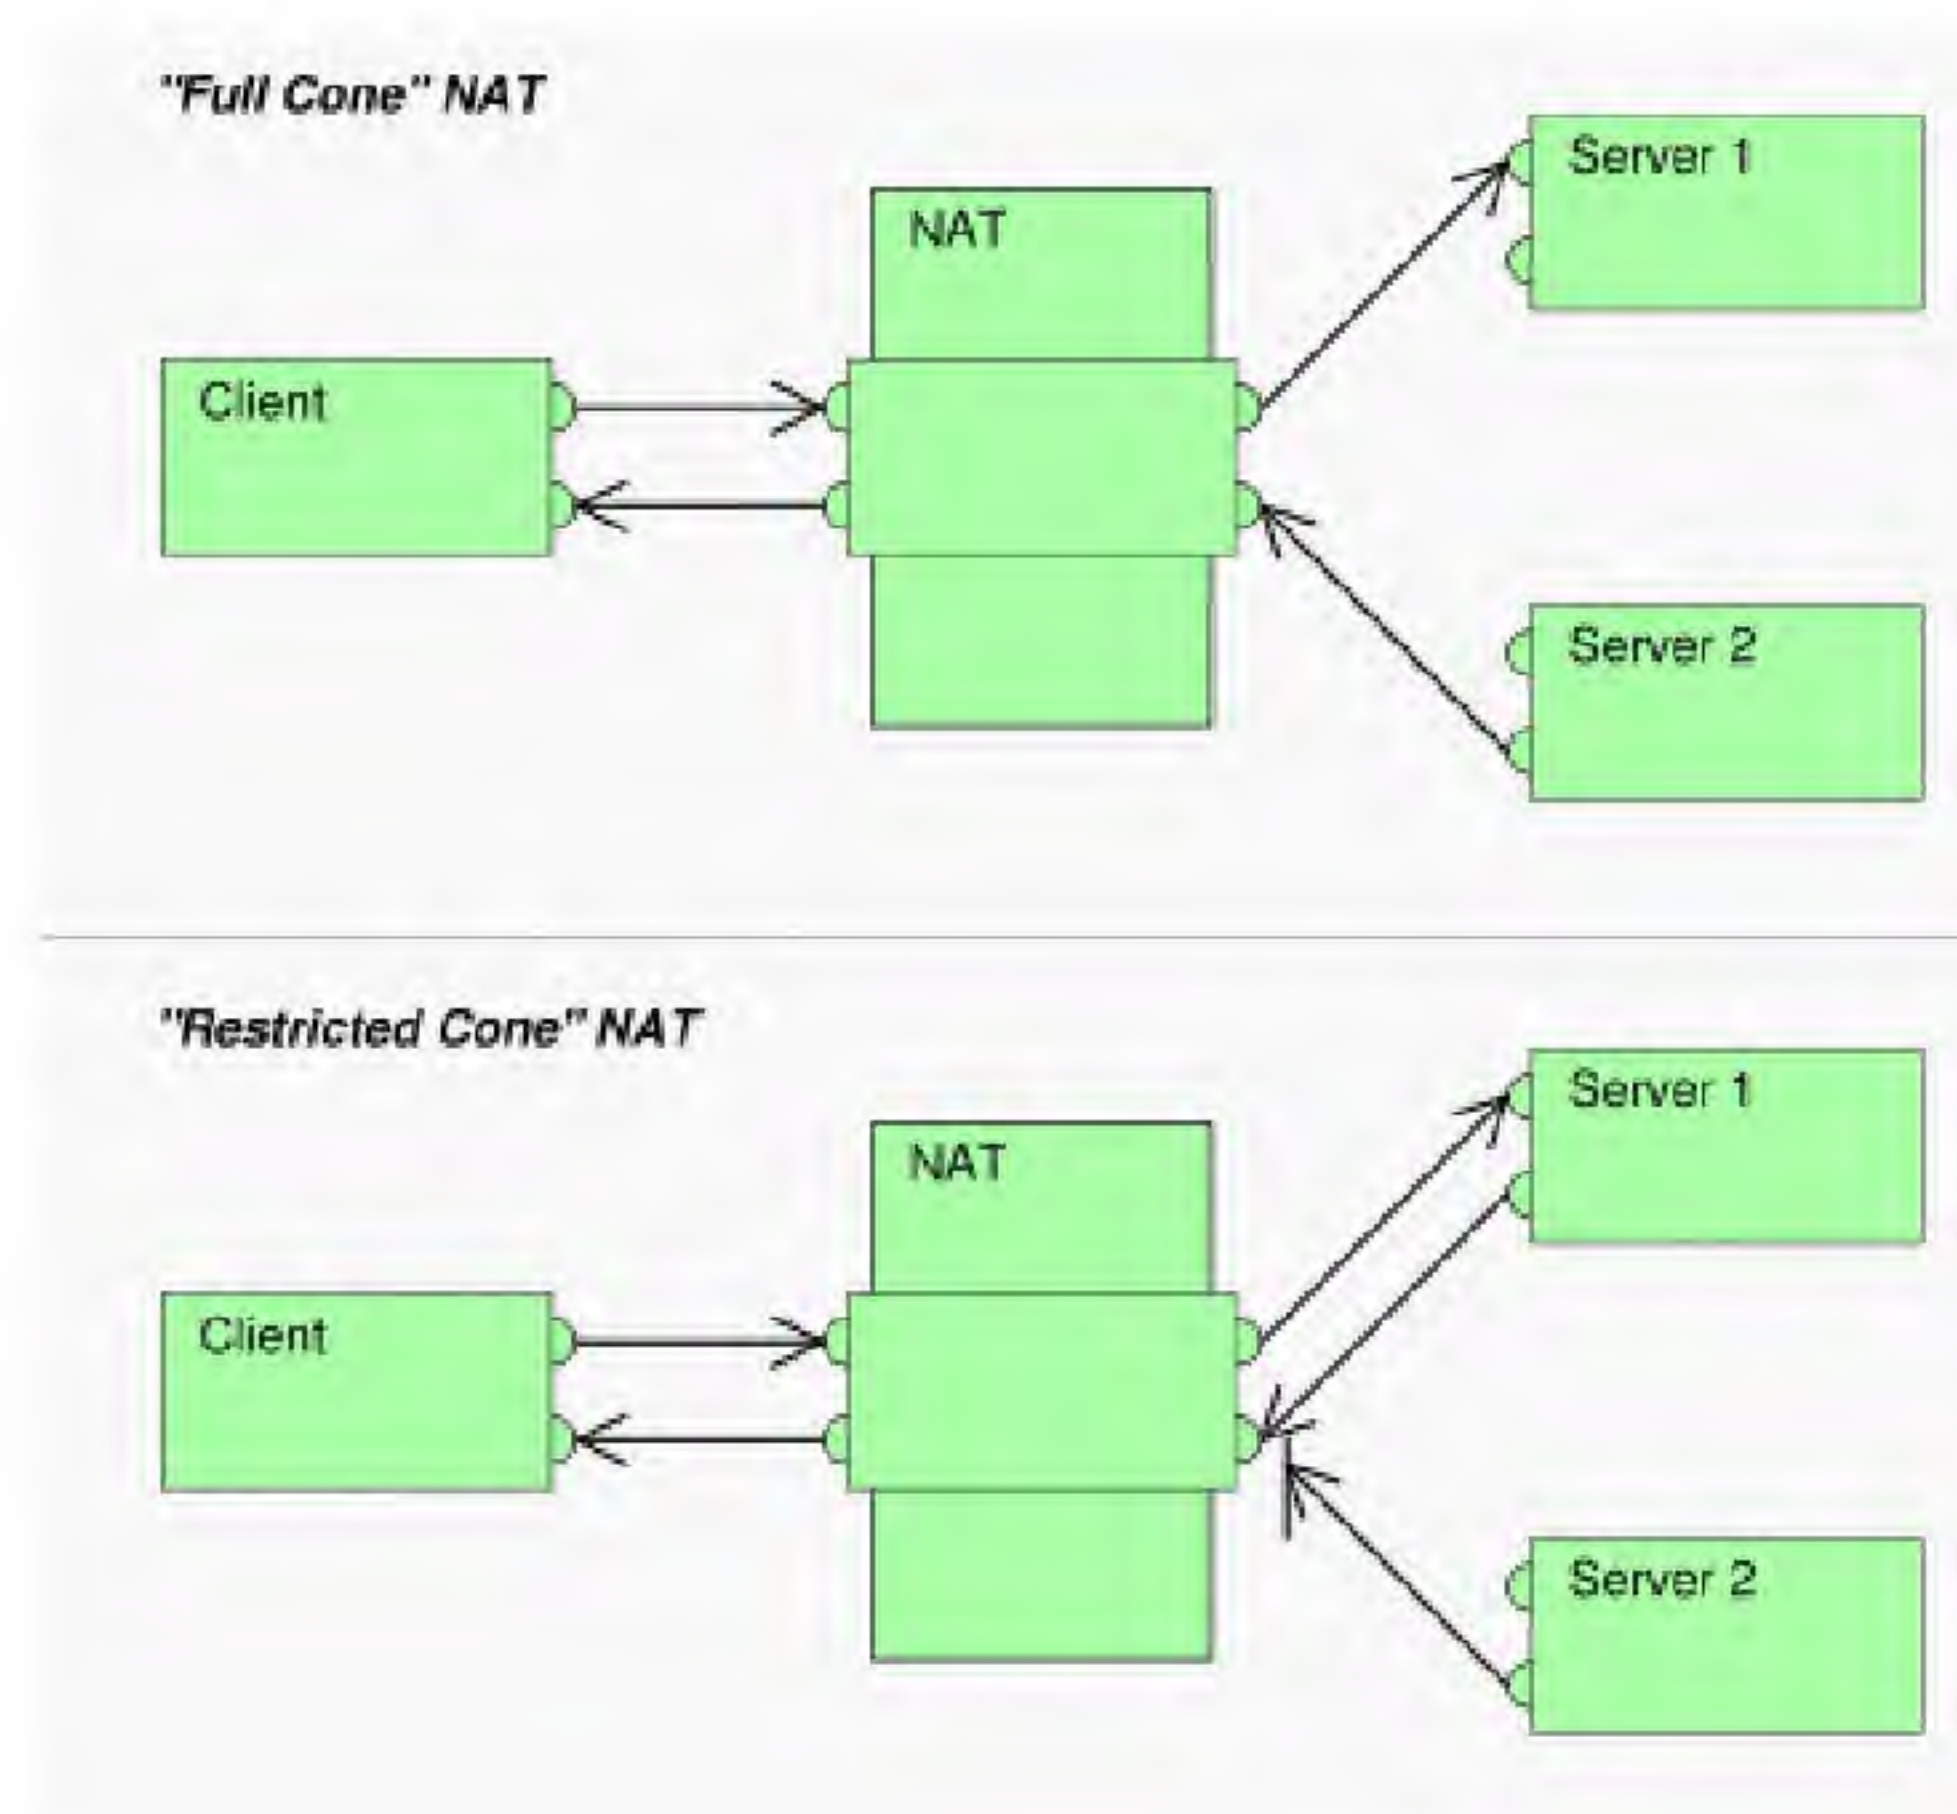 "Full Cone" NAT
Server 1
NAT
Client
Server 2
"Restricted Cone" NAT
Server 1
NAT
Client
Server 2